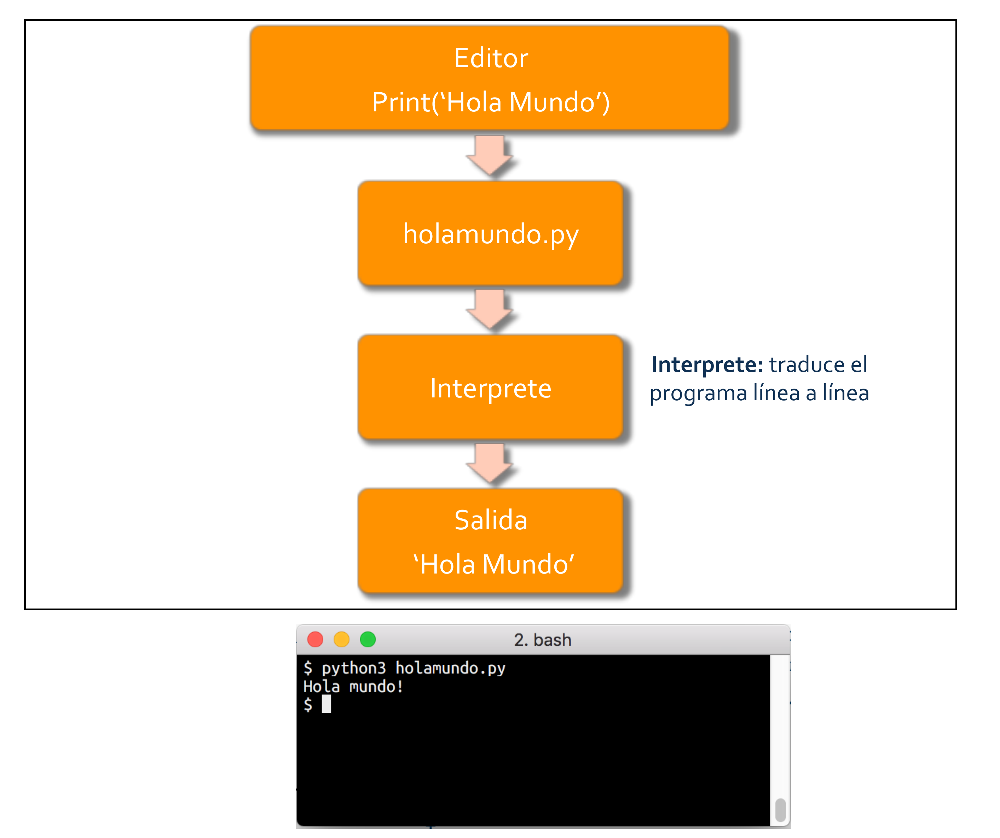 Editor
Print(‘Hola Mundo’)
holamundo.py
Interprete
Interprete: traduce el
programa línea a línea
Salida
‘Hola Mundo’
2. bash
$ python3 holamundo.py
Hola mundo!
$